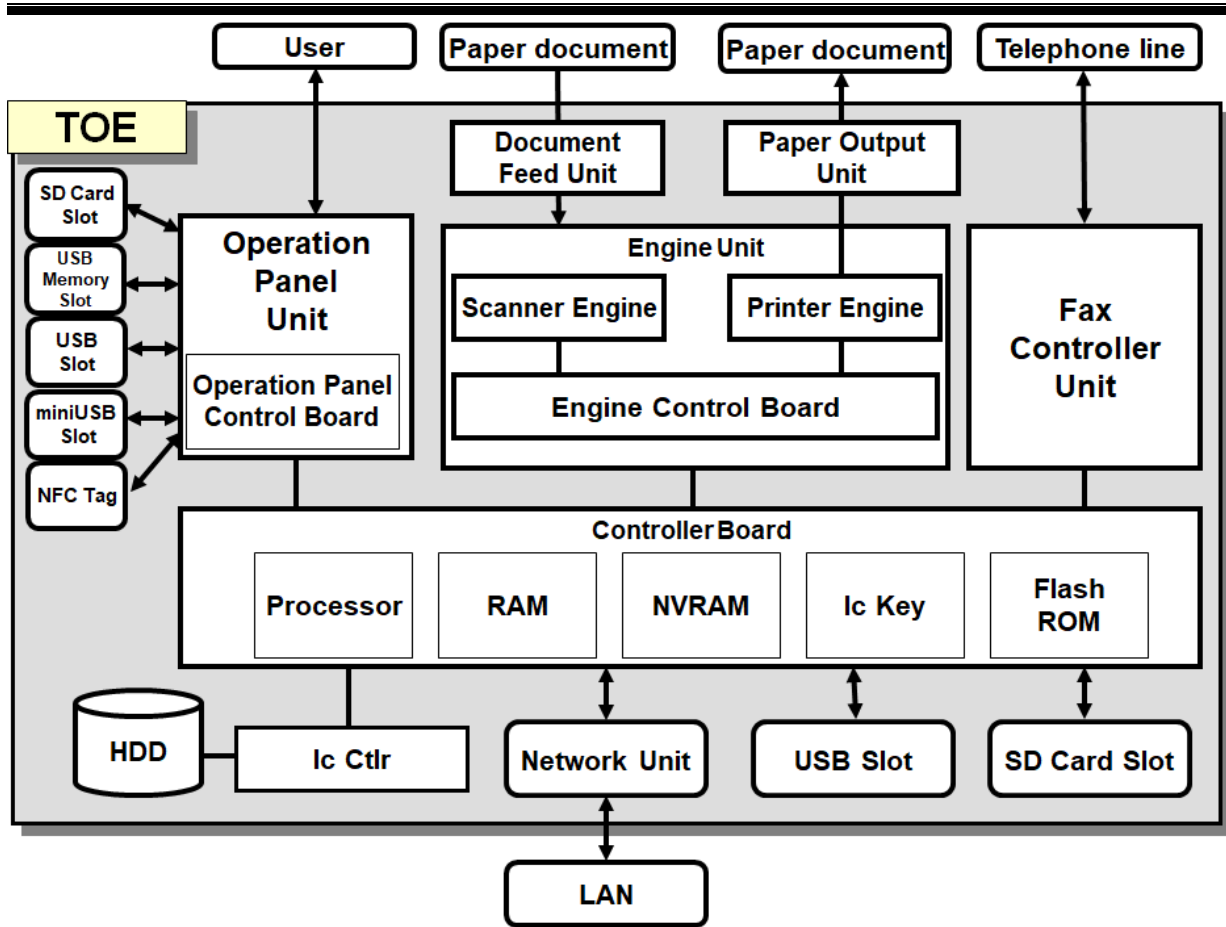 User
Paper document
Paper document
Telephone line
TOE
Document
Feed Unit
Paper Output
Unit
SD Card
Slot
USB
Memory
Slot
USB
Slot
miniUSB
Slot
NFC Tag
Operation
Panel
Unit
Operation Panel
Control Board
Engine Unit
Scanner Engine
Printer Engine
Engine Control Board
Fax
Controller
Unit
Controller Board
Processor
RAM
NVRAM
Ic Key
Flash
ROM
HDD
Ic Ctlr
Network Unit
USB Slot
SD Card Slot
LAN